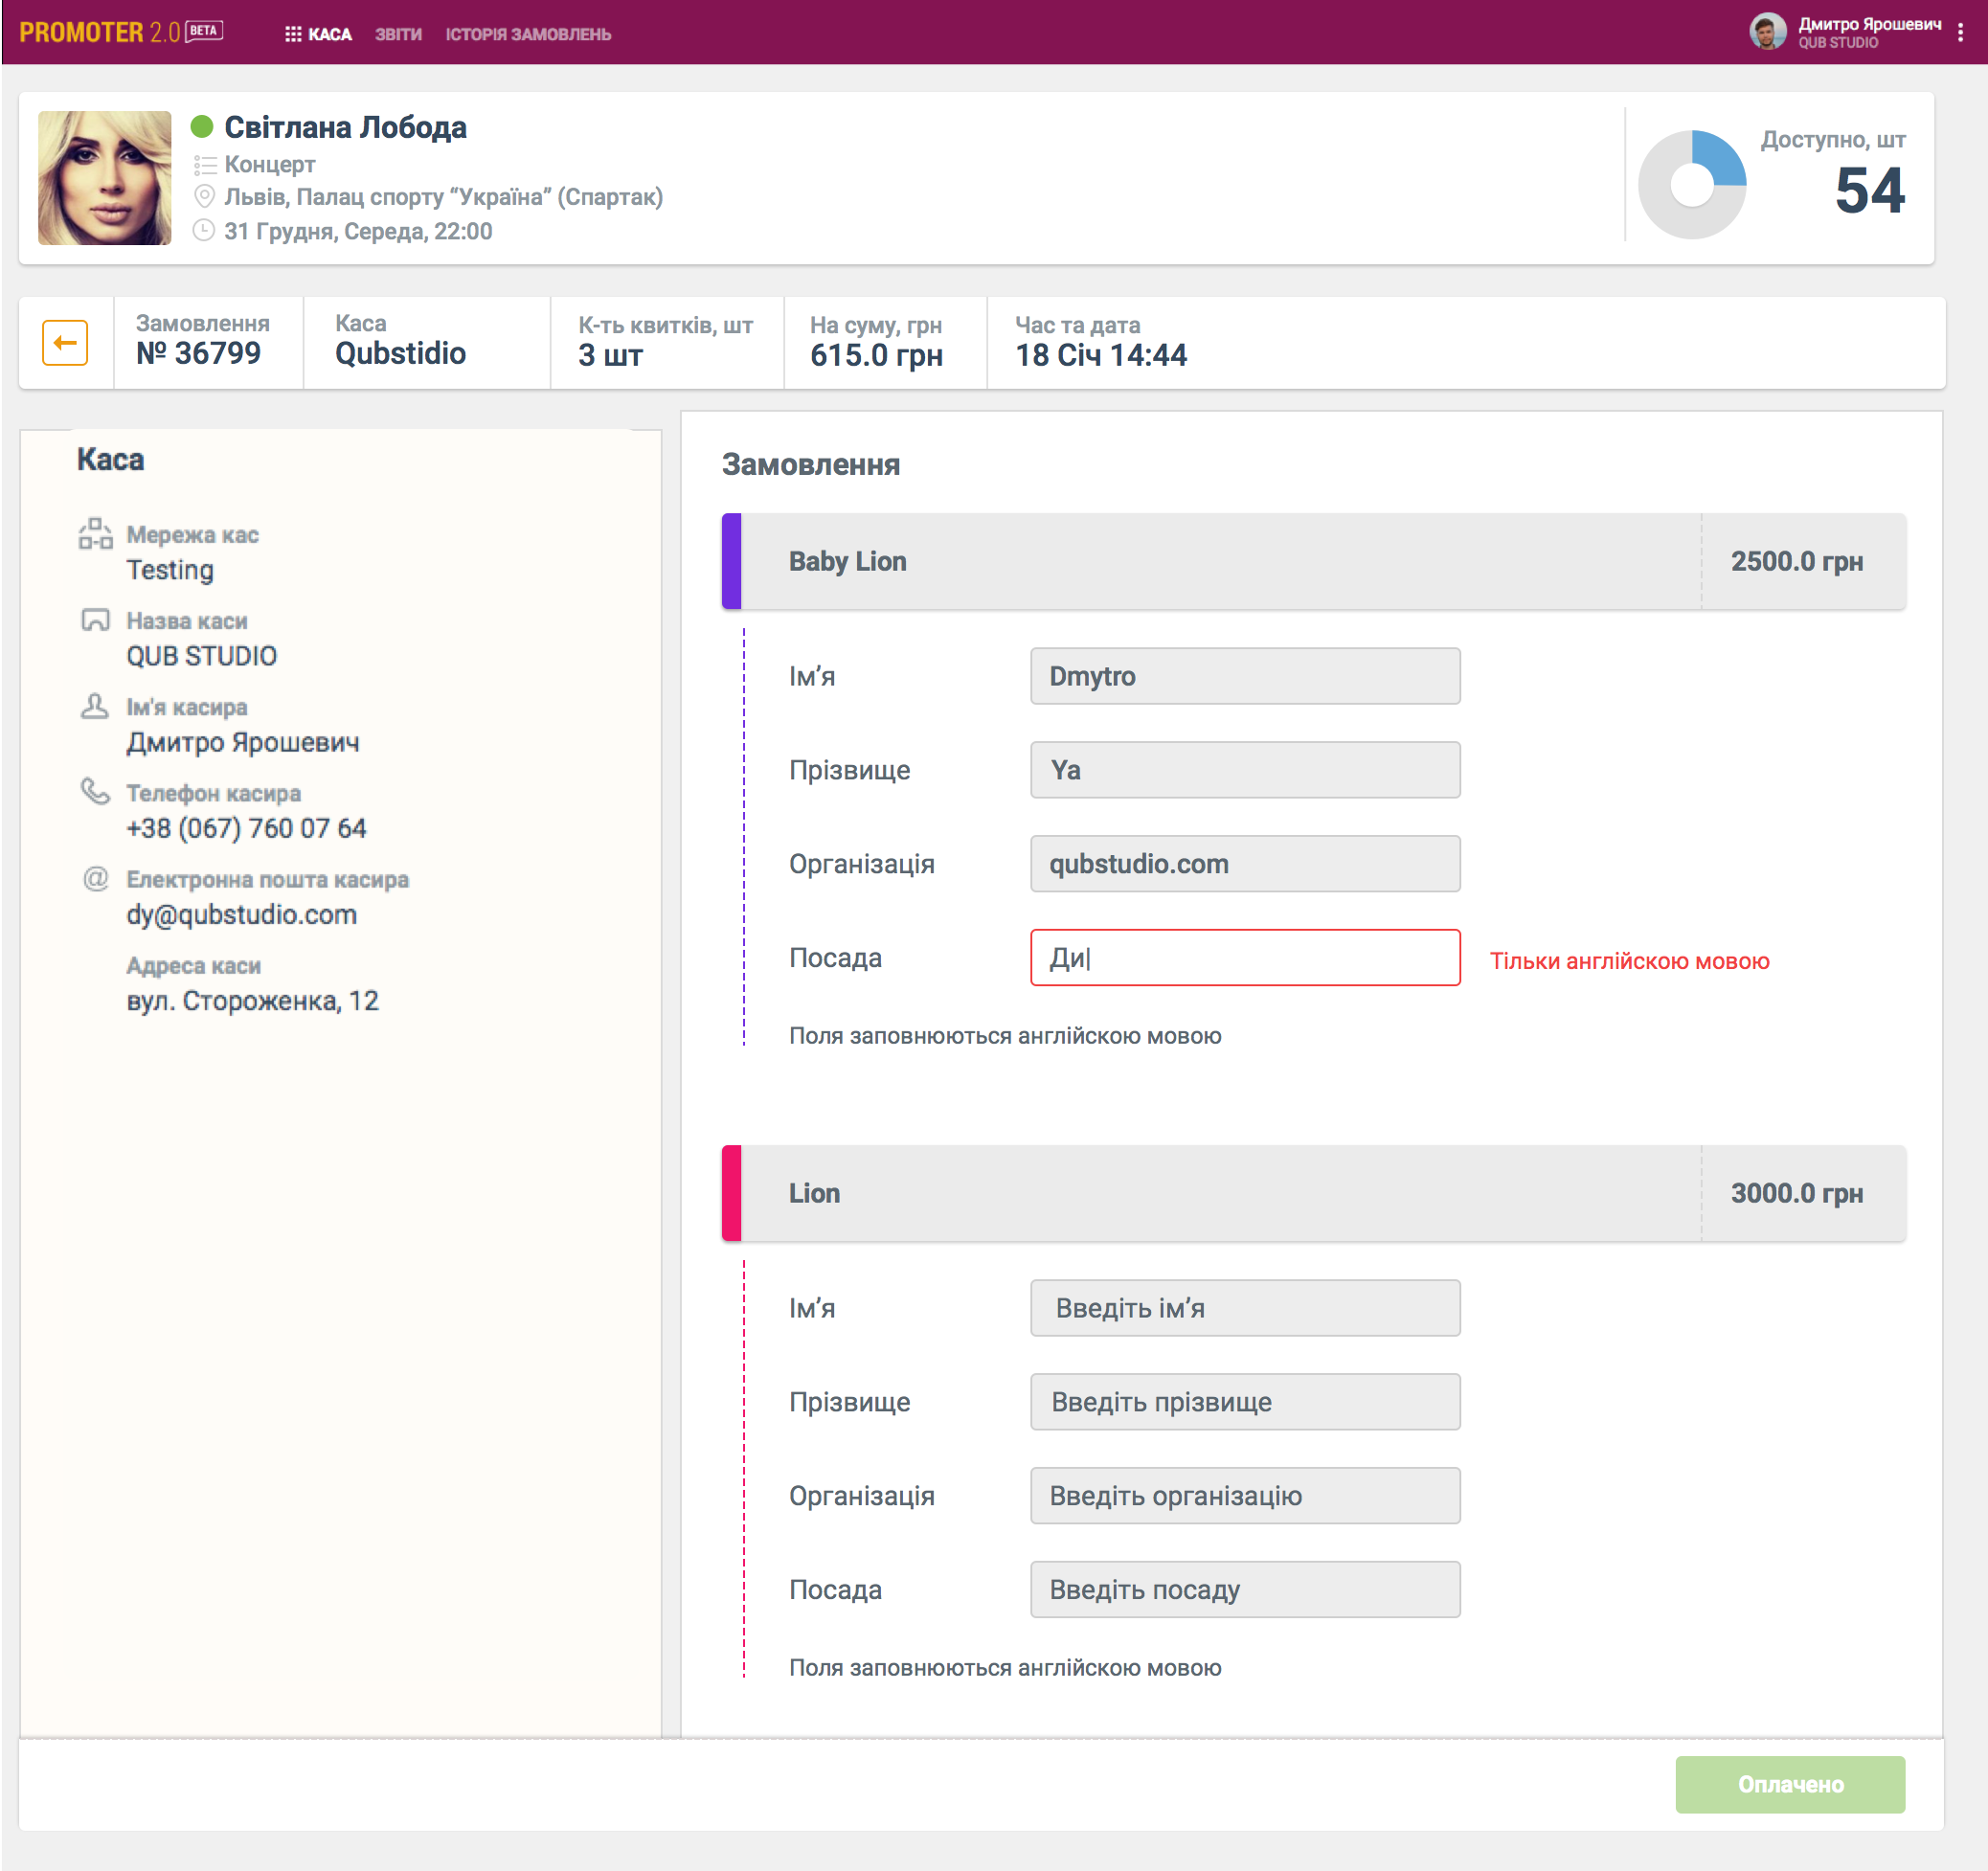 PROMOTER 2.0 BETA
КАСА ЗВІТИ ІСТОРІЯ ЗАМОВЛЕНЬ
Дмитро Ярошевич
QUB STUDIO
Світлана Лобода
Концерт
Львів, Палац спорту “Україна” (Спартак)
31 Грудня, Середа, 22:00
Доступно, шт
54
Замовлення
№ 36799
Каса
Qubstidio
К-ть квитків, шт
3 шт
На суму, грн
615.0 грн
Час та дата
18 Січ 14:44
Каса
Мережа кас
Testing
Назва каси
QUB STUDIO
Ім'я касира
Дмитро Ярошевич
Телефон касира
+38 (067) 760 07 64
Електронна пошта касира
dy@qubstudio.com
Адреса каси
вул. Стороженка, 12
Замовлення
Baby Lion 2500.0 грн
Ім’я Dmytro
Прізвище Ya
Організація qubstudio.com
Посада Ди Тільки англійскою мовою
Поля заповнюються англійскою мовою
Lion 3000.0 грн
Ім’я Введіть ім’я
Прізвище Введіть прізвище
Організація Введіть організацію
Посада Введіть посаду
Поля заповнюються англійскою мовою
Оплачено